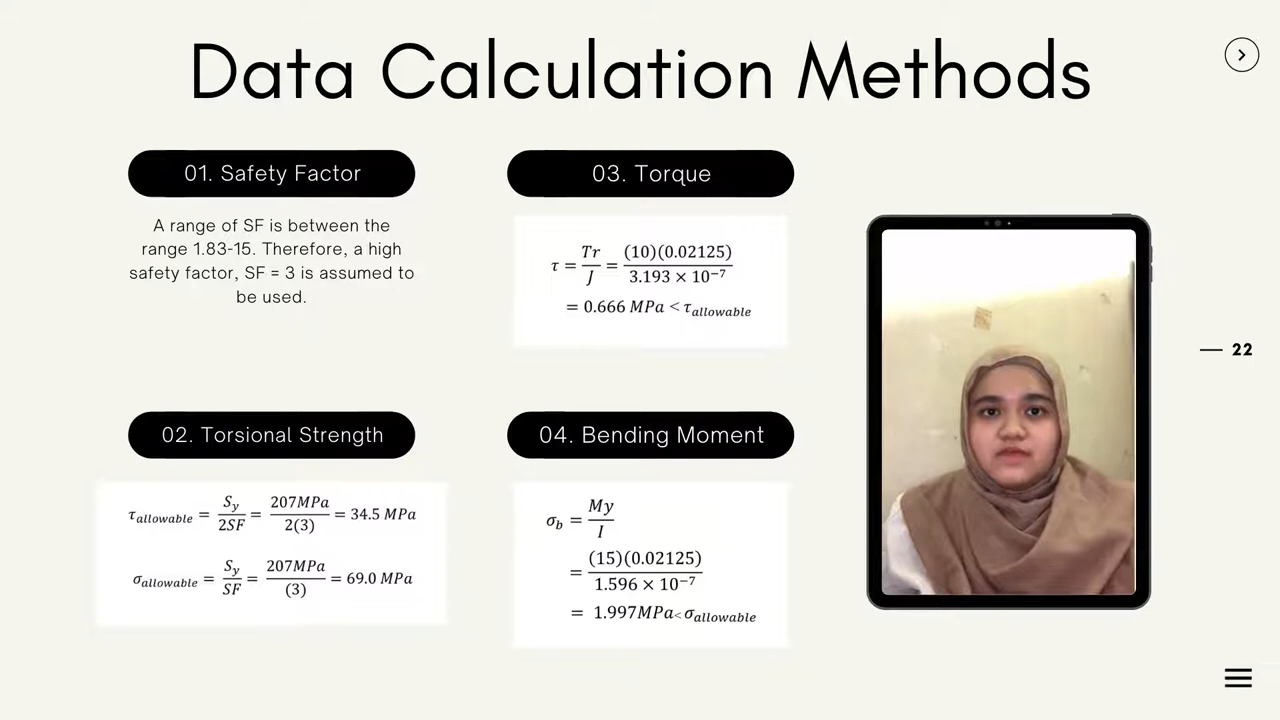 Data Calculation Methods
01. Safety Factor
A range of SF is between the
range 1.83-15. Therefore, a high
safety factor, SF = 3 is assumed to
be used.
02. Torsional Strength
τ_allowable = S_y/2SF = 207MPa/2(3) = 34.5 MPa
σ_allowable = S_y/SF = 207MPa/(3) = 69.0 MPa
03. Torque
τ = Tr/J = (10)(0.02125)/3.193 × 10⁻⁷
= 0.666 MPa < τ_allowable
04. Bending Moment
σ_b = My/I
= (15)(0.02125)/1.596 × 10⁻⁷
= 1.997MPa< σ_allowable
22